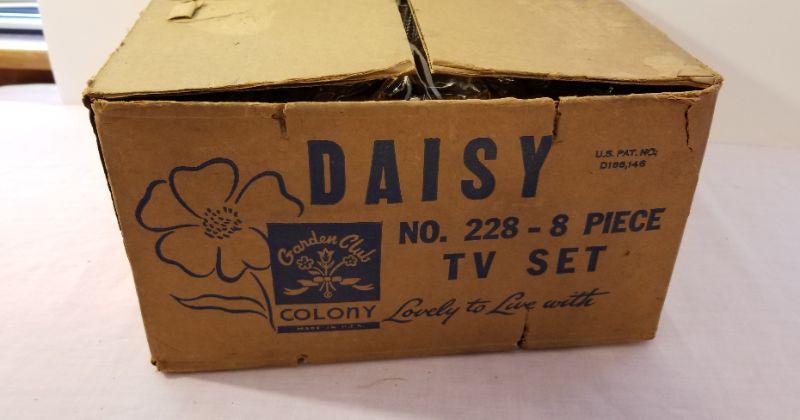 DAISY
U.S. PAT. NO.
D186,146
NO. 228 - 8 PIECE
TV SET
Garden Club
COLONY
MADE IN U.S.A.
Lovely to Live with